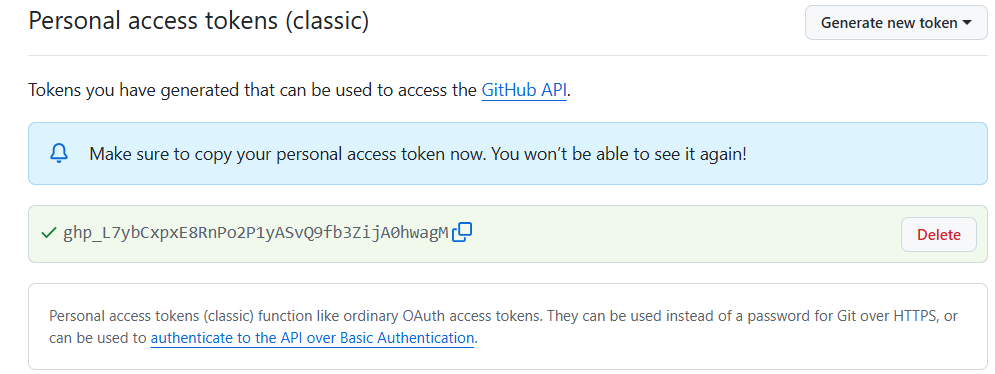 Personal access tokens (classic)
Generate new token
Tokens you have generated that can be used to access the GitHub API.
Make sure to copy your personal access token now. You won't be able to see it again!
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
Delete
Personal access tokens (classic) function like ordinary OAuth access tokens. They can be used instead of a password for Git over HTTPS, or
can be used to authenticate to the API over Basic Authentication.